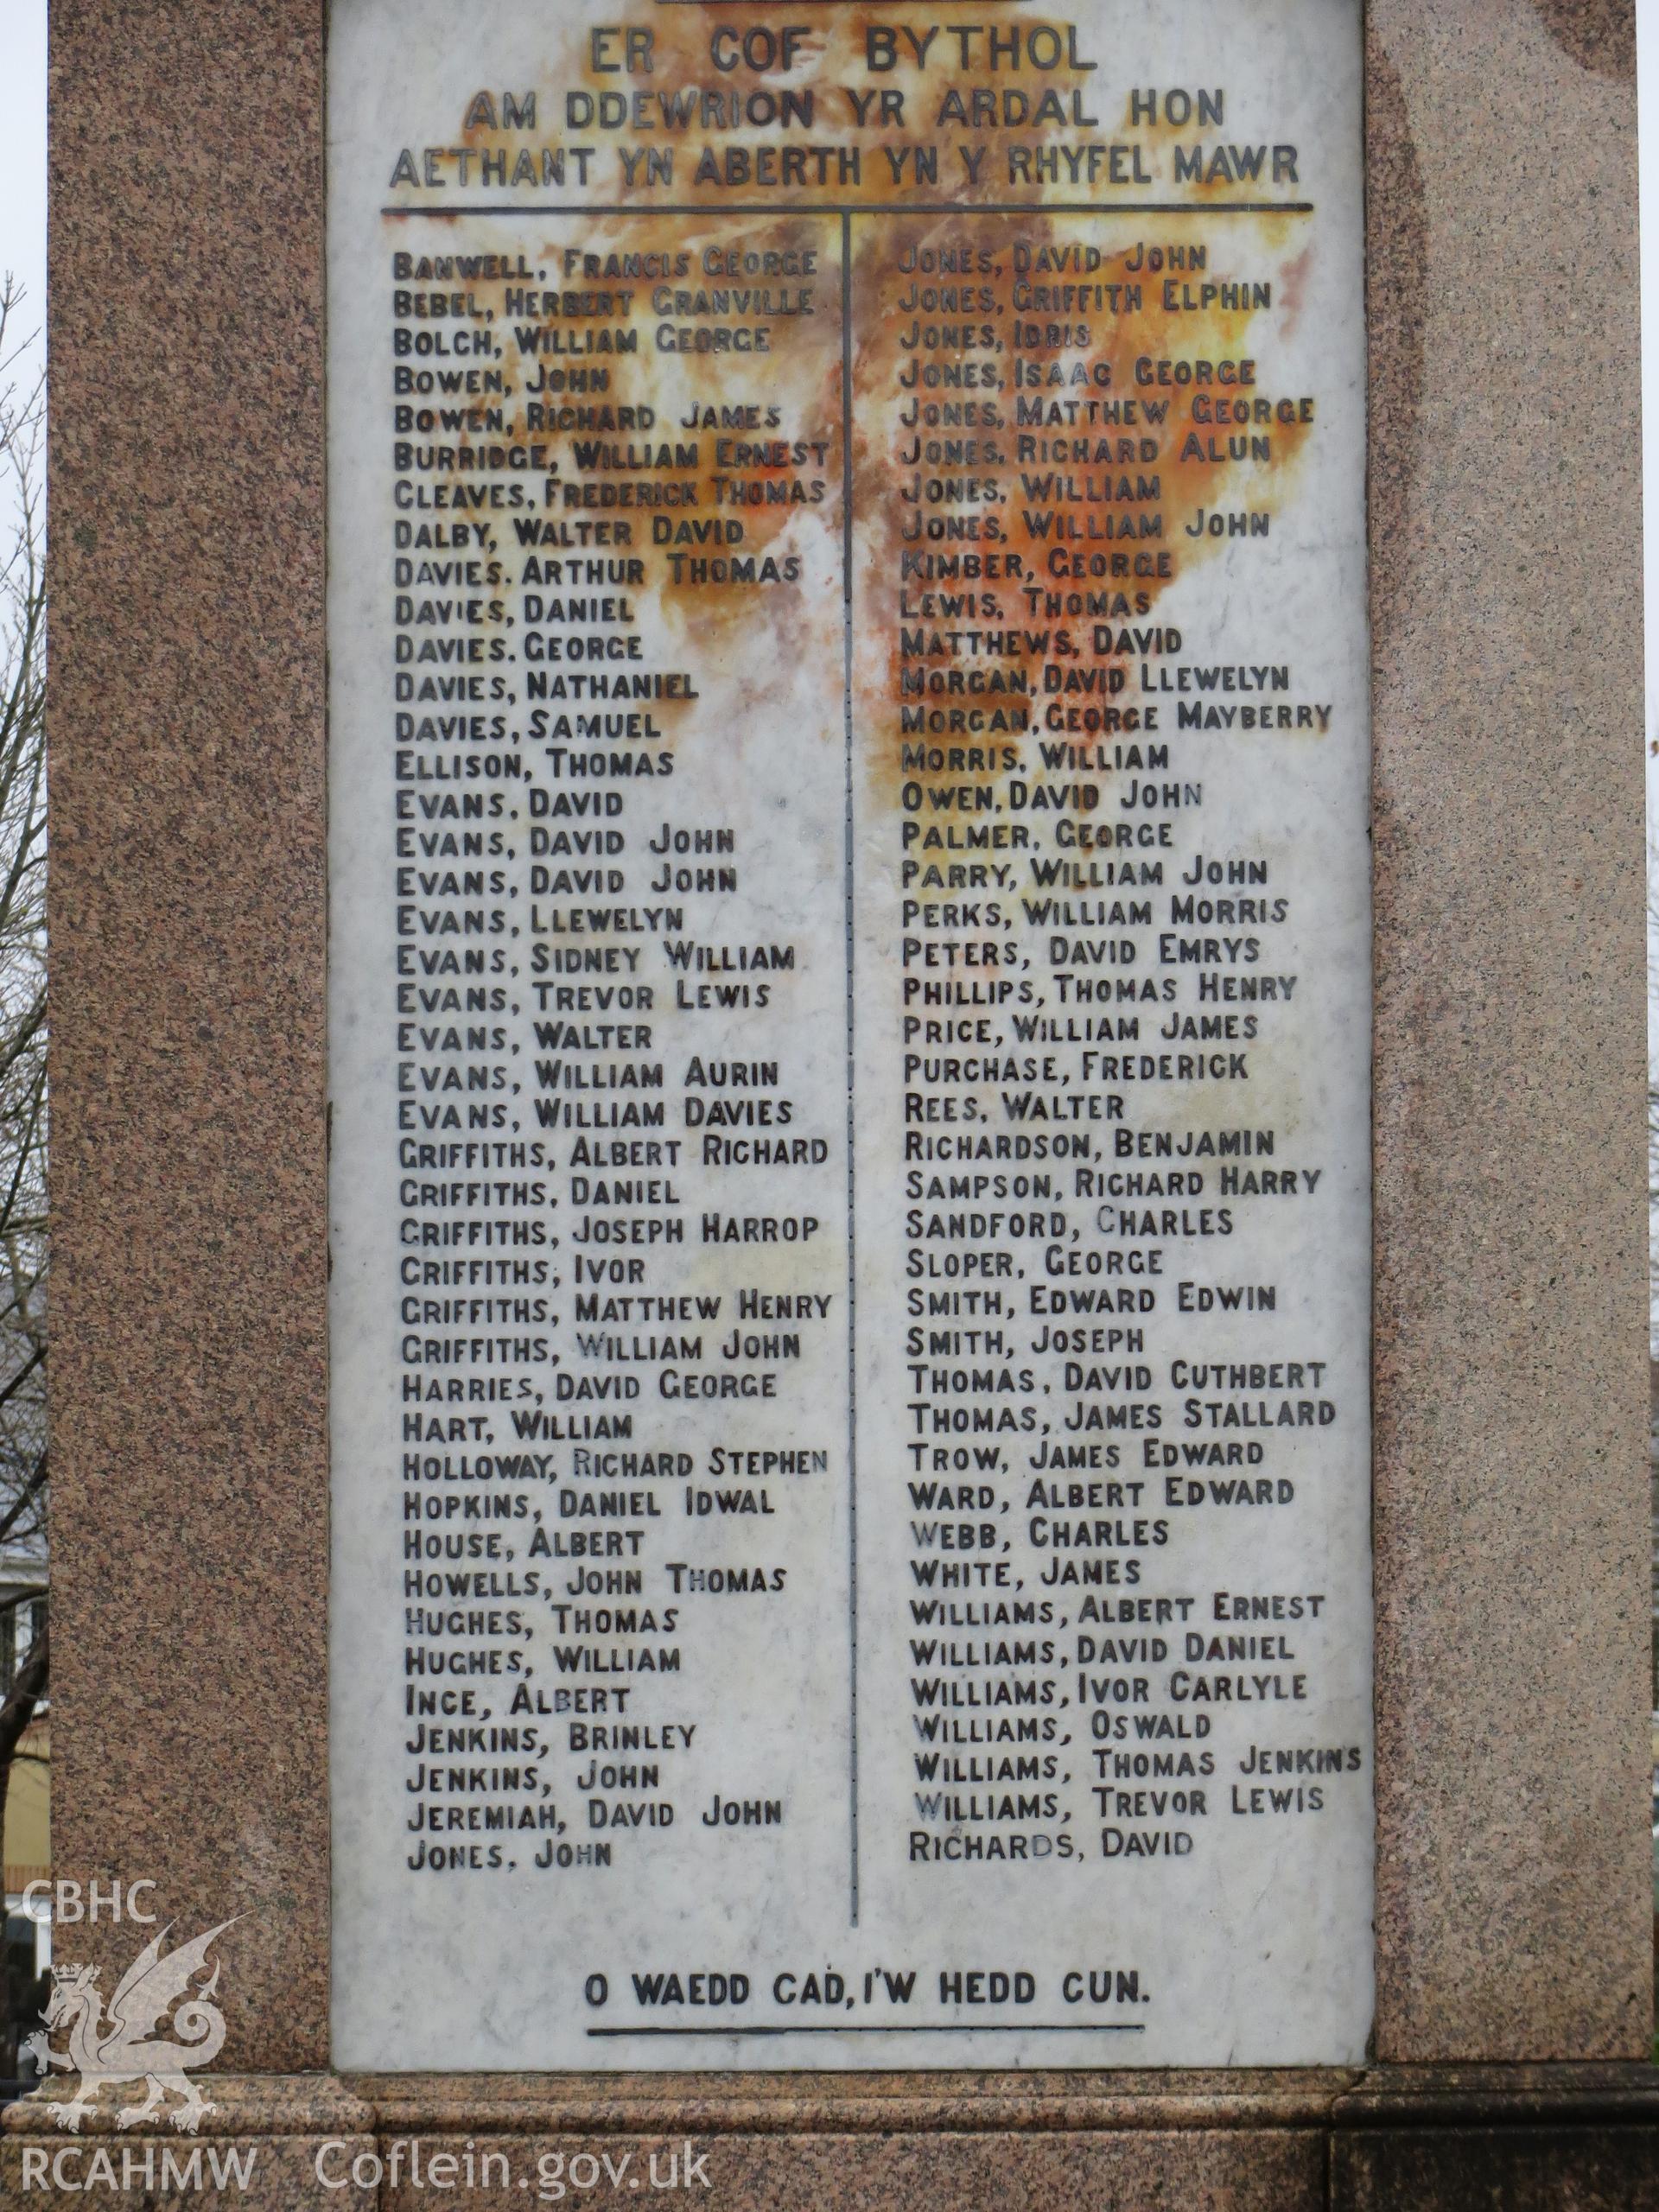 ER COF BYTHOL
AM DDEWRION YR ARDAL HON
AETHANT YN ABERTH YN Y RHYFEL MAWR
BANWELL, FRANCIS GEORGE
BEBEL, HERBERT GRANVILLE
BOLCH, WILLIAM GEORGE
BOWEN, JOHN
BOWEN, RICHARD JAMES
BURRIDGE, WILLIAM ERNEST
CLEAVES, FREDERICK THOMAS
DALBY, WALTER DAVID
DAVIES. ARTHUR THOMAS
DAVIES, DANIEL
DAVIES. GEORGE
DAVIES, NATHANIEL
DAVIES, SAMUEL
ELLISON, THOMAS
EVANS, DAVID
EVANS, DAVID JOHN
EVANS, DAVID JOHN
EVANS, LLEWELYN
EVANS, SIDNEY WILLIAM
EVANS, TREVOR LEWIS
EVANS, WALTER
EVANS, WILLIAM AURIN
EVANS, WILLIAM DAVIES
GRIFFITHS, ALBERT RICHARD
GRIFFITHS, DANIEL
GRIFFITHS, JOSEPH HARROP
GRIFFITHS, IVOR
GRIFFITHS, MATTHEW HENRY
GRIFFITHS, WILLIAM JOHN
HARRIES, DAVID GEORGE
HART, WILLIAM
HOLLOWAY, RICHARD STEPHEN
HOPKINS, DANIEL IDWAL
HOUSE, ALBERT
HOWELLS, JOHN THOMAS
HUGHES, THOMAS
HUGHES, WILLIAM
INCE, ALBERT
JENKINS, BRINLEY
JENKINS, JOHN
JEREMIAH, DAVID JOHN
JONES, JOHN
JONES, DAVID JOHN
JONES, GRIFFITH ELPHIN
JONES, IDRIS
JONES, ISAAC GEORGE
JONES, MATTHEW GEORGE
JONES, RICHARD ALUN
JONES, WILLIAM
JONES, WILLIAM JOHN
KIMBER, GEORGE
LEWIS, THOMAS
MATTHEWS, DAVID
MORGAN, DAVID LLEWELYN
MORGAN, GEORGE MAYBERRY
MORRIS, WILLIAM
OWEN, DAVID JOHN
PALMER, GEORGE
PARRY, WILLIAM JOHN
PERKS, WILLIAM MORRIS
PETERS, DAVID EMRYS
PHILLIPS, THOMAS HENRY
PRICE, WILLIAM JAMES
PURCHASE, FREDERICK
REES, WALTER
RICHARDSON, BENJAMIN
SAMPSON, RICHARD HARRY
SANDFORD, CHARLES
SLOPER, GEORGE
SMITH, EDWARD EDWIN
SMITH, JOSEPH
THOMAS, DAVID CUTHBERT
THOMAS, JAMES STALLARD
TROW, JAMES EDWARD
WARD, ALBERT EDWARD
WEBB, CHARLES
WHITE, JAMES
WILLIAMS, ALBERT ERNEST
WILLIAMS, DAVID DANIEL
WILLIAMS, IVOR CARLYLE
WILLIAMS, OSWALD
WILLIAMS, THOMAS JENKINS
WILLIAMS, TREVOR LEWIS
RICHARDS, DAVID
O WAEDD CAD, I'W HEDD CUN.
CBHC
RCAHMW Coflein.gov.uk